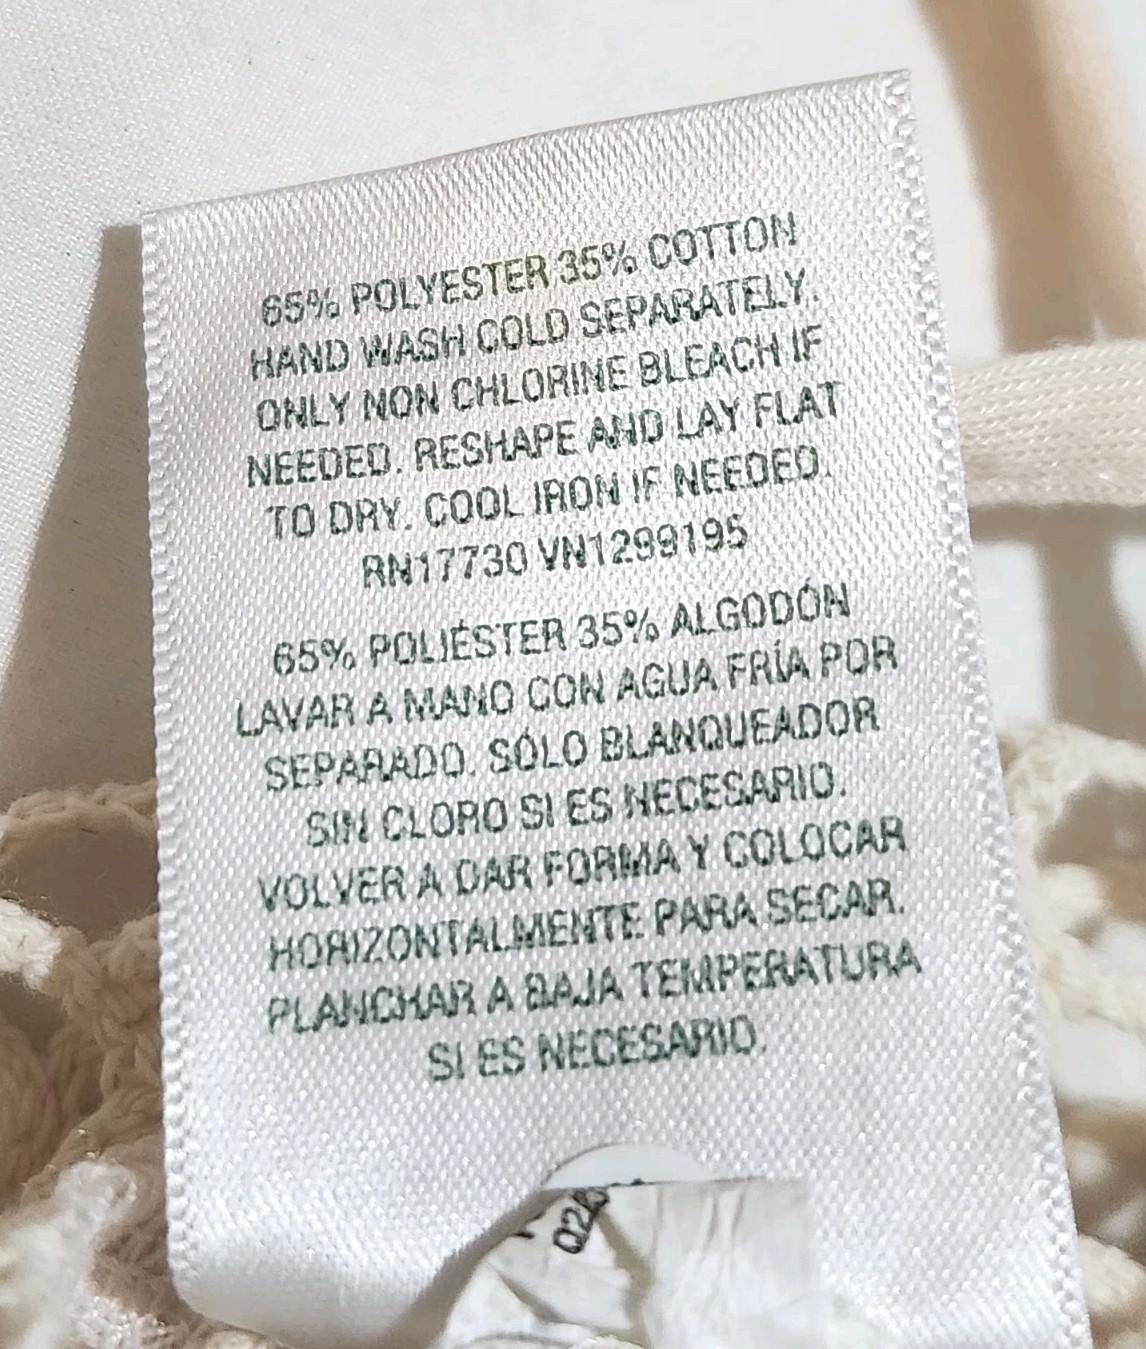 65% POLYESTER 35% COTTON
HAND WASH COLD SEPARATELY.
ONLY NON CHLORINE BLEACH IF
NEEDED. RESHAPE AND LAY FLAT
TO DRY. COOL IRON IF NEEDED.
RN17730 VN1299195
65% POLIÉSTER 35% ALGODÓN
LAVAR A MANO CON AGUA FRÍA POR
SEPARADO. SÓLO BLANQUEADOR
SIN CLORO SI ES NECESARIO.
VOLVER A DAR FORMA Y COLOCAR
HORIZONTALMENTE PARA SECAR.
PLANCHAR A BAJA TEMPERATURA
SI ES NECESARIO.